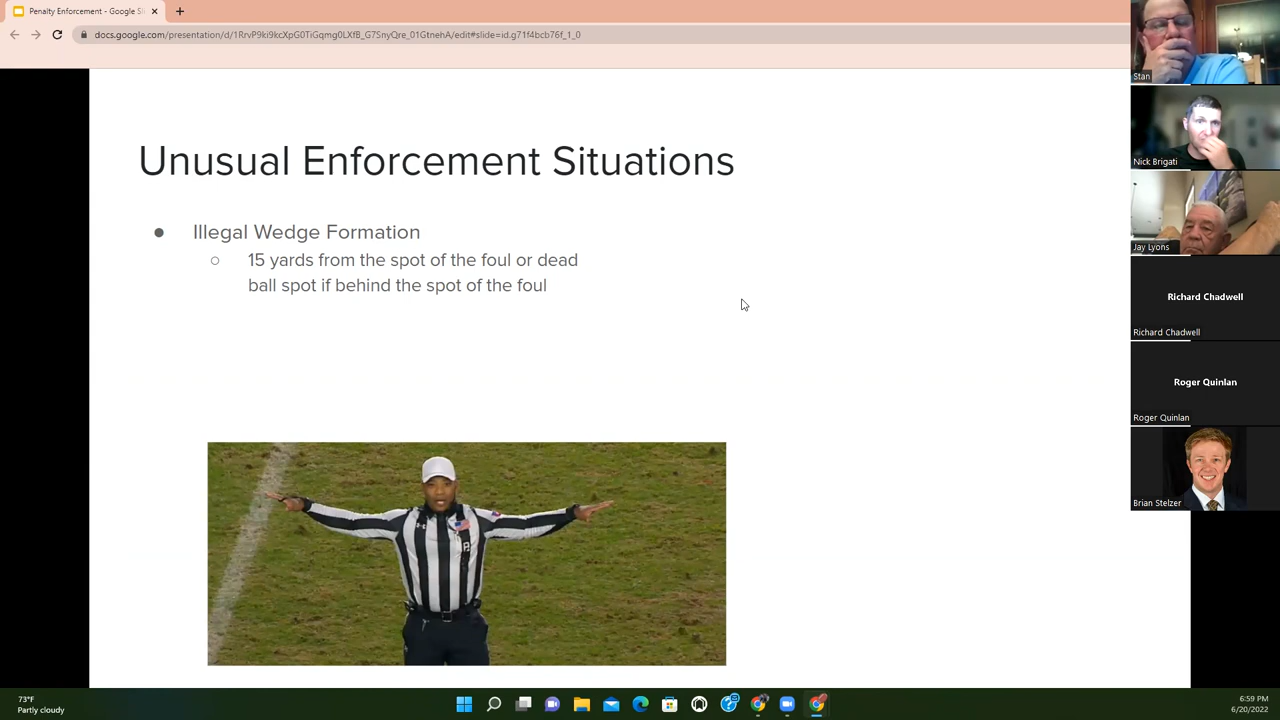 Penalty Enforcement - Google Sli
docs.google.com/presentation/d/1RrvP9ki9kcXpG0TiGqmg0LXfB_G7SnyQre_01GtnehA/edit#slide=id.g71f4bcb76f_1_0
Unusual Enforcement Situations
● Illegal Wedge Formation
○ 15 yards from the spot of the foul or dead
ball spot if behind the spot of the foul
Stan
Nick Brigati
Jay Lyons
Richard Chadwell
Richard Chadwell
Roger Quinlan
Roger Quinlan
Brian Stelzer
73°F
Partly cloudy
6:59 PM
6/20/2022